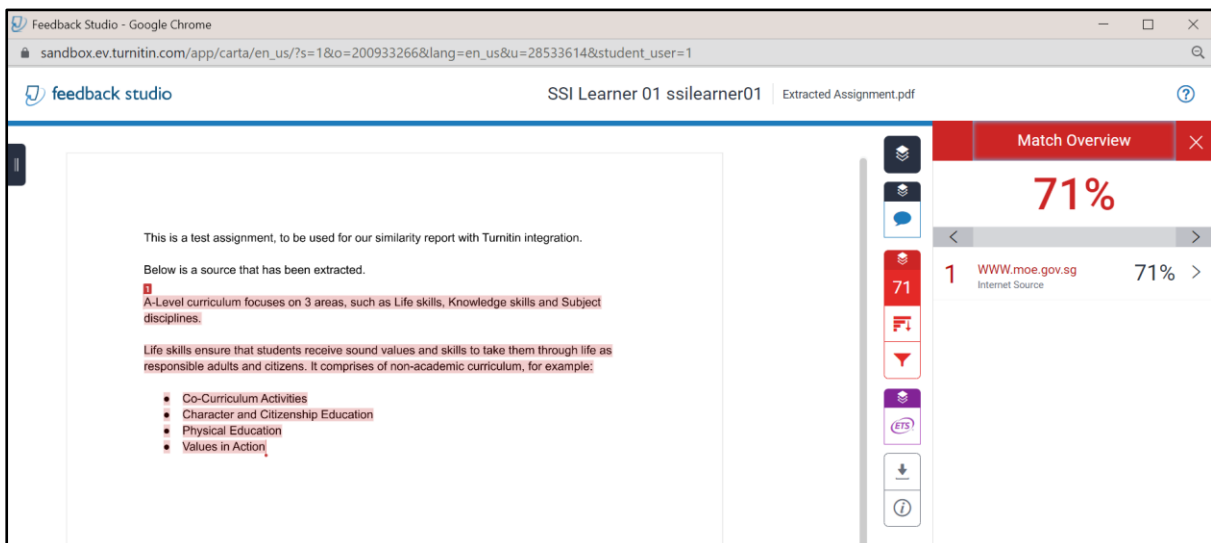 Feedback Studio - Google Chrome
sandbox.ev.turnitin.com/app/carta/en_us/?s=1&o=200933266&lang=en_us&u=28533614&student_user=1
feedback studio
SSI Learner 01 ssilearner01
Extracted Assignment.pdf
?
This is a test assignment, to be used for our similarity report with Turnitin integration.
Below is a source that has been extracted.
1
A-Level curriculum focuses on 3 areas, such as Life skills, Knowledge skills and Subject
disciplines.
Life skills ensure that students receive sound values and skills to take them through life as
responsible adults and citizens. It comprises of non-academic curriculum, for example:
● Co-Curriculum Activities
● Character and Citizenship Education
● Physical Education
● Values in Action
71
ETS
i
Match Overview
71%
1 WWW.moe.gov.sg 71%
Internet Source